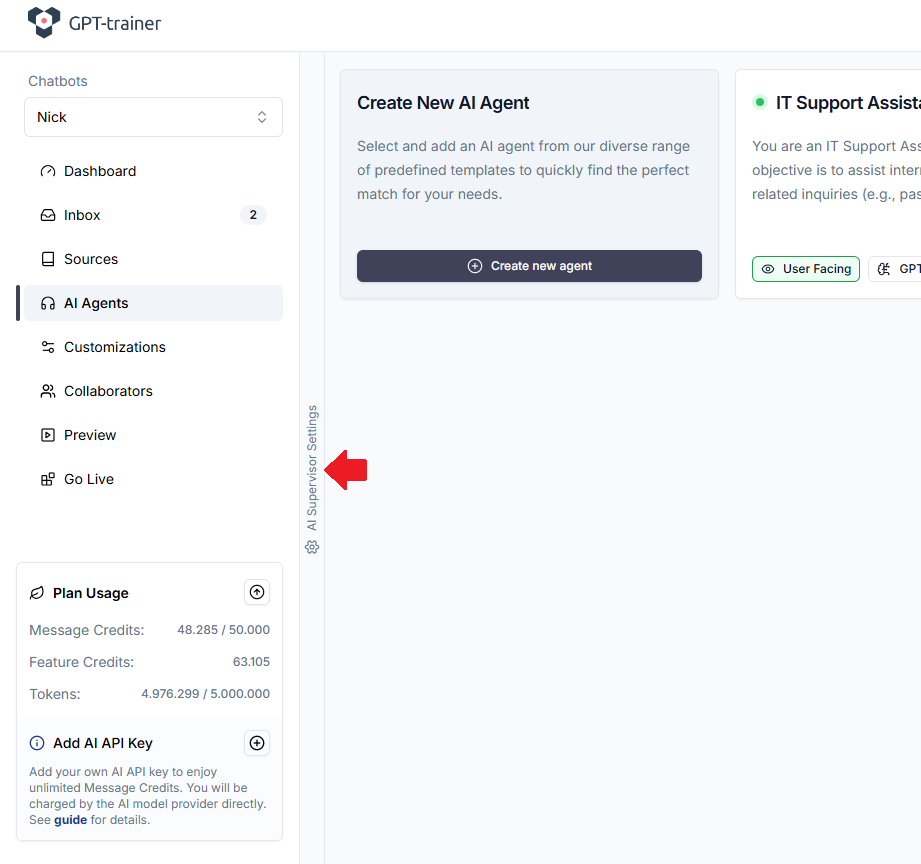 GPT-trainer
Chatbots
Nick
Dashboard
Inbox
2
Sources
AI Agents
Customizations
Collaborators
Preview
Go Live
Plan Usage
Message Credits:
48.285 / 50.000
Feature Credits:
63.105
Tokens:
4.976.299 / 5.000.000
Add AI API Key
Add your own AI API key to enjoy
unlimited Message Credits. You will be
charged by the AI model provider directly.
See guide for details.
AI Supervisor Settings
Create New AI Agent
Select and add an AI agent from our diverse range
of predefined templates to quickly find the perfect
match for your needs.
Create new agent
IT Support Assista
You are an IT Support Ass
objective is to assist inter
related inquiries (e.g., pas
User Facing
GPT